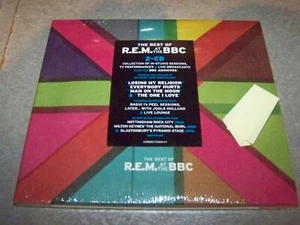 THE BEST OF
R.E.M. AT THE BBC
2-CD
COLLECTION OF IN-STUDIO SESSIONS,
TV PERFORMANCES & LIVE BROADCASTS
FROM THE BBC ARCHIVES
LOSING MY RELIGION
EVERYBODY HURTS
MAN ON THE MOON
& THE ONE I LOVE
RADIO 1'S PEEL SESSIONS,
LATER... WITH JOOLS HOLLAND
& LIVE LOUNGE
NOTTINGHAM ROCK CITY
MILTON KEYNES' THE NATIONAL BOWL
& GLASTONBURY'S PYRAMID STAGE
THE BEST OF
R.E.M. AT THE BBC